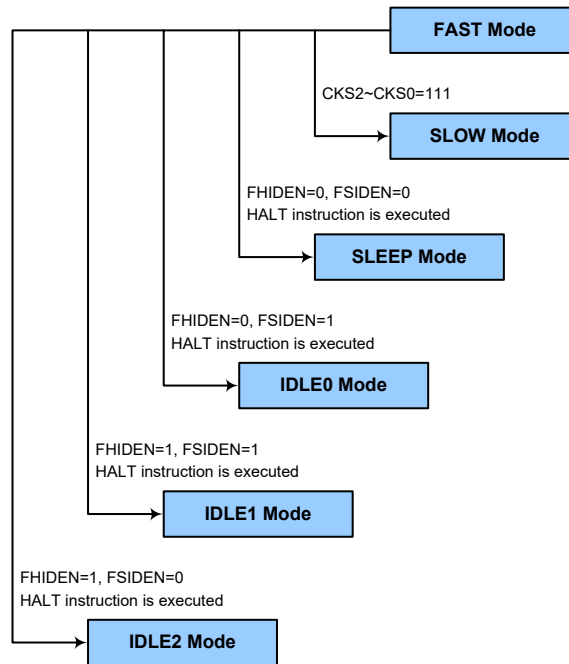 FAST Mode
CKS2~CKS0=111
SLOW Mode
FHIDEN=0, FSIDEN=0
HALT instruction is executed
SLEEP Mode
FHIDEN=0, FSIDEN=1
HALT instruction is executed
IDLE0 Mode
FHIDEN=1, FSIDEN=1
HALT instruction is executed
IDLE1 Mode
FHIDEN=1, FSIDEN=0
HALT instruction is executed
IDLE2 Mode